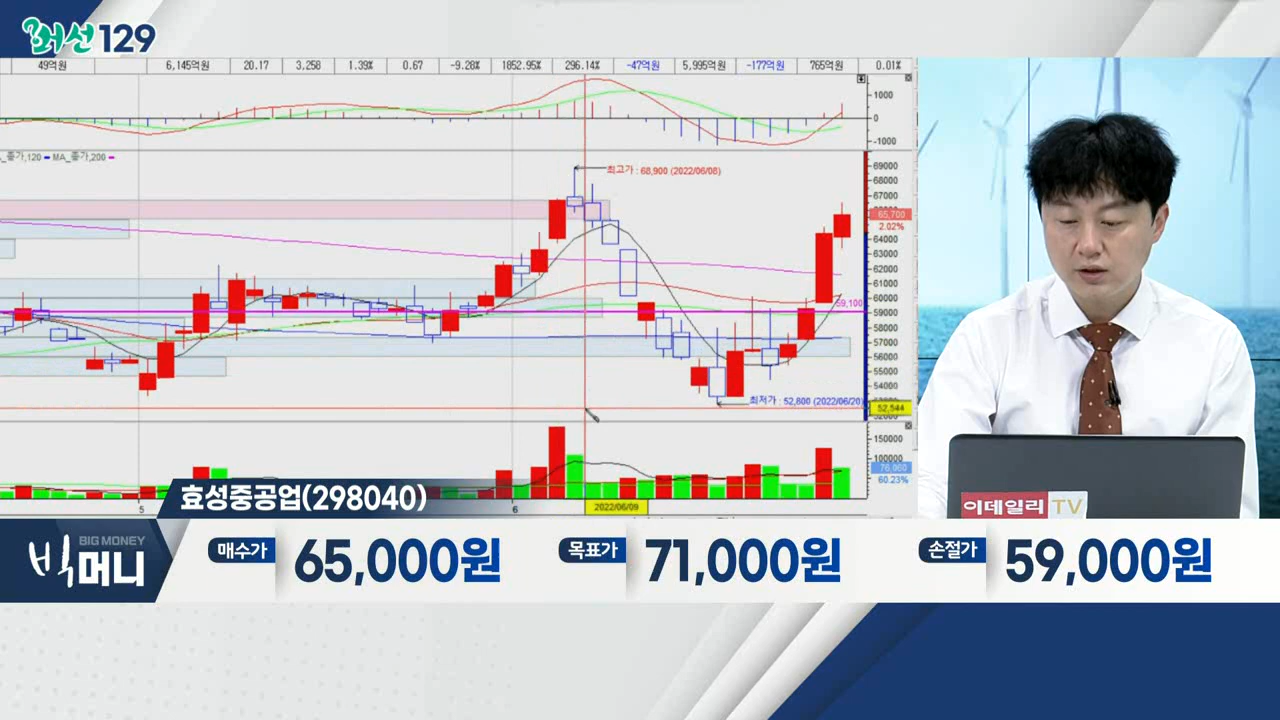 퀵선129
49억원 6,145억원 20.17 3,258 1.39% 0.67 -9.28% 1852.95% 296.14% -47억원 5,995억원 -177억원 765억원 0.01%
1000
0
-1000
종가,120 MA_종가,200
최고가 : 68,900 (2022/06/08)
69000
68000
67000
65,700
2.02%
64000
63000
62000
61000
60000
59,100
59000
58000
57000
56000
55000
54000
최저가 : 52,800 (2022/06/20)
52,544
150000
100000
76,060
60.23%
5
6
2022/06/09
효성중공업(298040)
이데일리TV
BIG MONEY
빅머니
매수가 65,000원 목표가 71,000원 손절가 59,000원